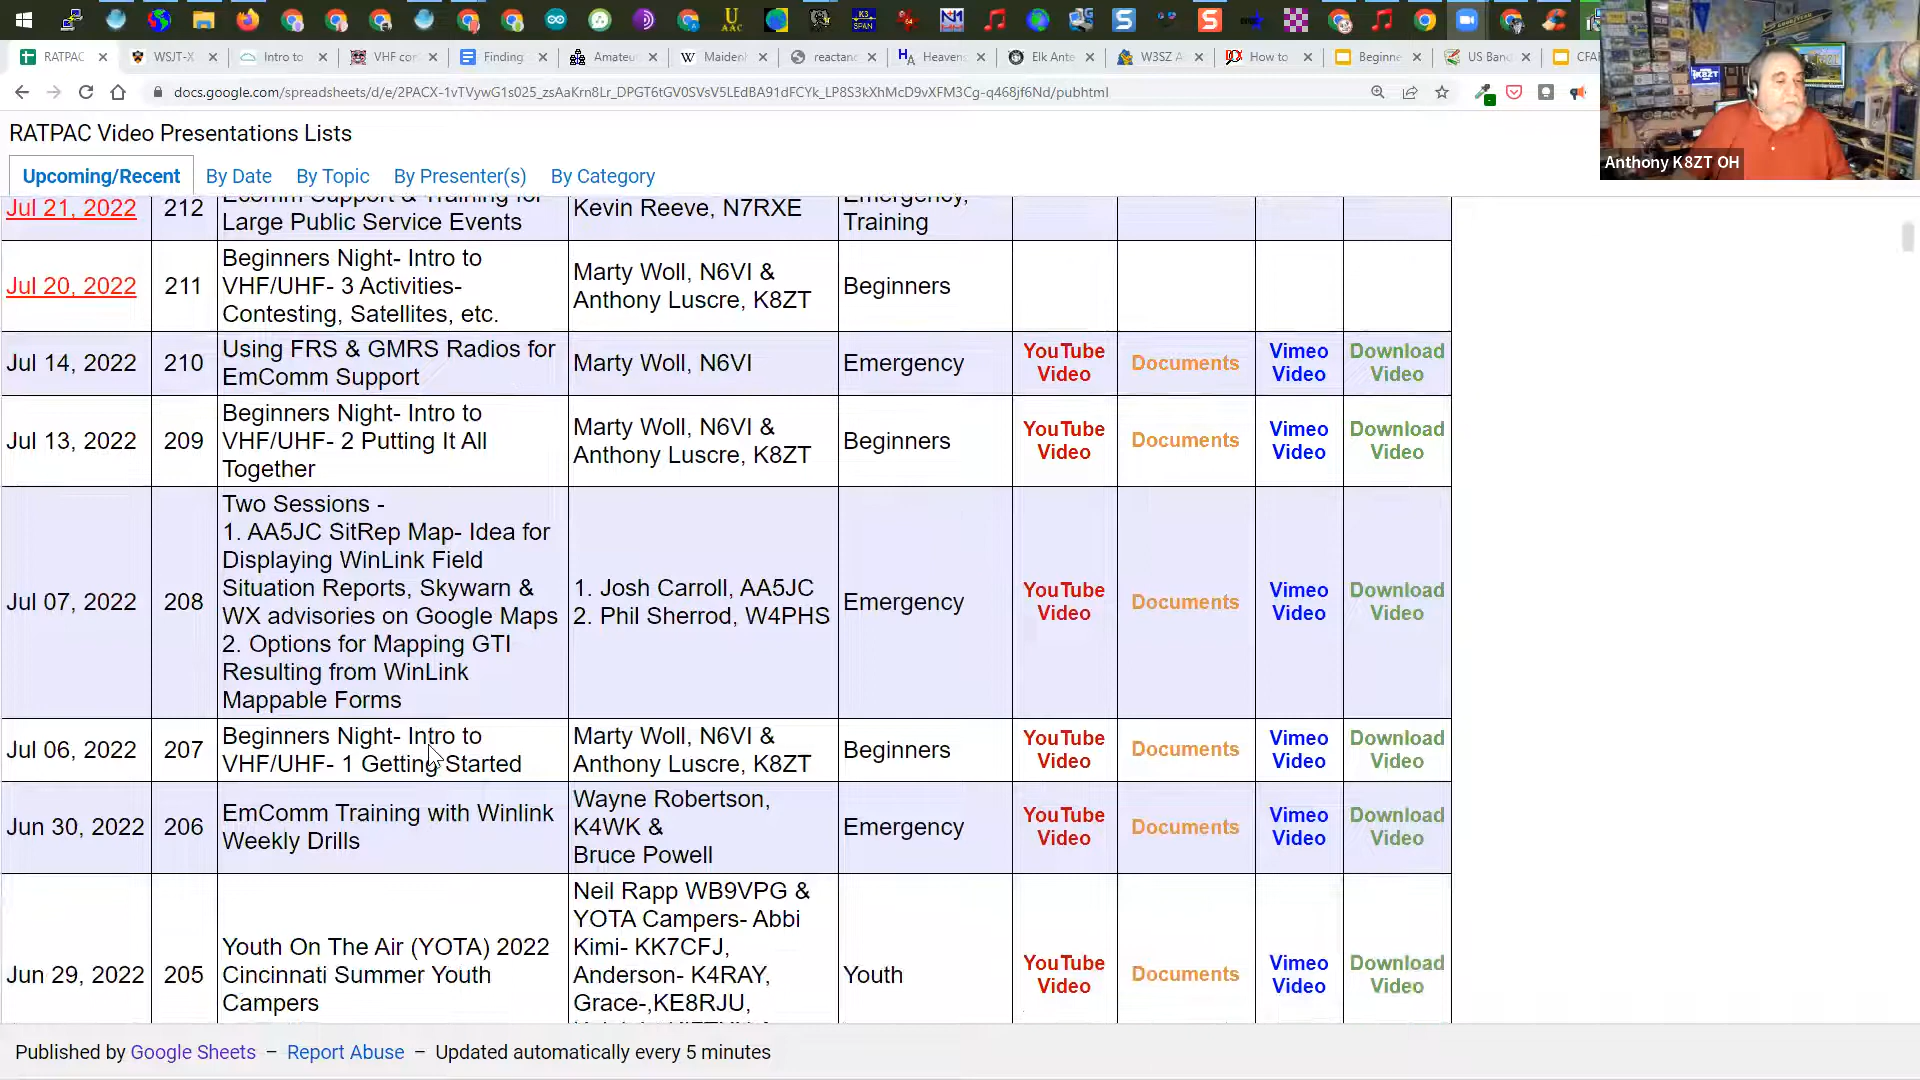 RATPAC
WSJT-X
Intro to
VHF cor
Finding
Amateu
Maidenl
reactanc
Heavens
Elk Ante
W3SZ A
How to
Beginne
US Ban
CFA
docs.google.com/spreadsheets/d/e/2PACX-1vTVywG1s025_zsAaKrn8Lr_DPGT6tGV0SVsV5LEdBA91dFCYk_LP8S3kXhMcD9vXFM3Cg-q468jf6Nd/pubhtml
Anthony K8ZT OH
RATPAC Video Presentations Lists
Upcoming/Recent By Date By Topic By Presenter(s) By Category
Jul 21, 2022
212
Ecomm Support & Training for
Large Public Service Events
Kevin Reeve, N7RXE
Emergency,
Training
Jul 20, 2022
211
Beginners Night- Intro to
VHF/UHF- 3 Activities-
Contesting, Satellites, etc.
Marty Woll, N6VI &
Anthony Luscre, K8ZT
Beginners
Jul 14, 2022
210
Using FRS & GMRS Radios for
EmComm Support
Marty Woll, N6VI
Emergency
YouTube
Video
Documents
Vimeo
Video
Download
Video
Jul 13, 2022
209
Beginners Night- Intro to
VHF/UHF- 2 Putting It All
Together
Marty Woll, N6VI &
Anthony Luscre, K8ZT
Beginners
YouTube
Video
Documents
Vimeo
Video
Download
Video
Jul 07, 2022
208
Two Sessions -
1. AA5JC SitRep Map- Idea for
Displaying WinLink Field
Situation Reports, Skywarn &
WX advisories on Google Maps
2. Options for Mapping GTI
Resulting from WinLink
Mappable Forms
1. Josh Carroll, AA5JC
2. Phil Sherrod, W4PHS
Emergency
YouTube
Video
Documents
Vimeo
Video
Download
Video
Jul 06, 2022
207
Beginners Night- Intro to
VHF/UHF- 1 Getting Started
Marty Woll, N6VI &
Anthony Luscre, K8ZT
Beginners
YouTube
Video
Documents
Vimeo
Video
Download
Video
Jun 30, 2022
206
EmComm Training with Winlink
Weekly Drills
Wayne Robertson,
K4WK &
Bruce Powell
Emergency
YouTube
Video
Documents
Vimeo
Video
Download
Video
Jun 29, 2022
205
Youth On The Air (YOTA) 2022
Cincinnati Summer Youth
Campers
Neil Rapp WB9VPG &
YOTA Campers- Abbi
Kimi- KK7CFJ,
Anderson- K4RAY,
Grace-,KE8RJU,
Youth
YouTube
Video
Documents
Vimeo
Video
Download
Video
Published by Google Sheets – Report Abuse – Updated automatically every 5 minutes